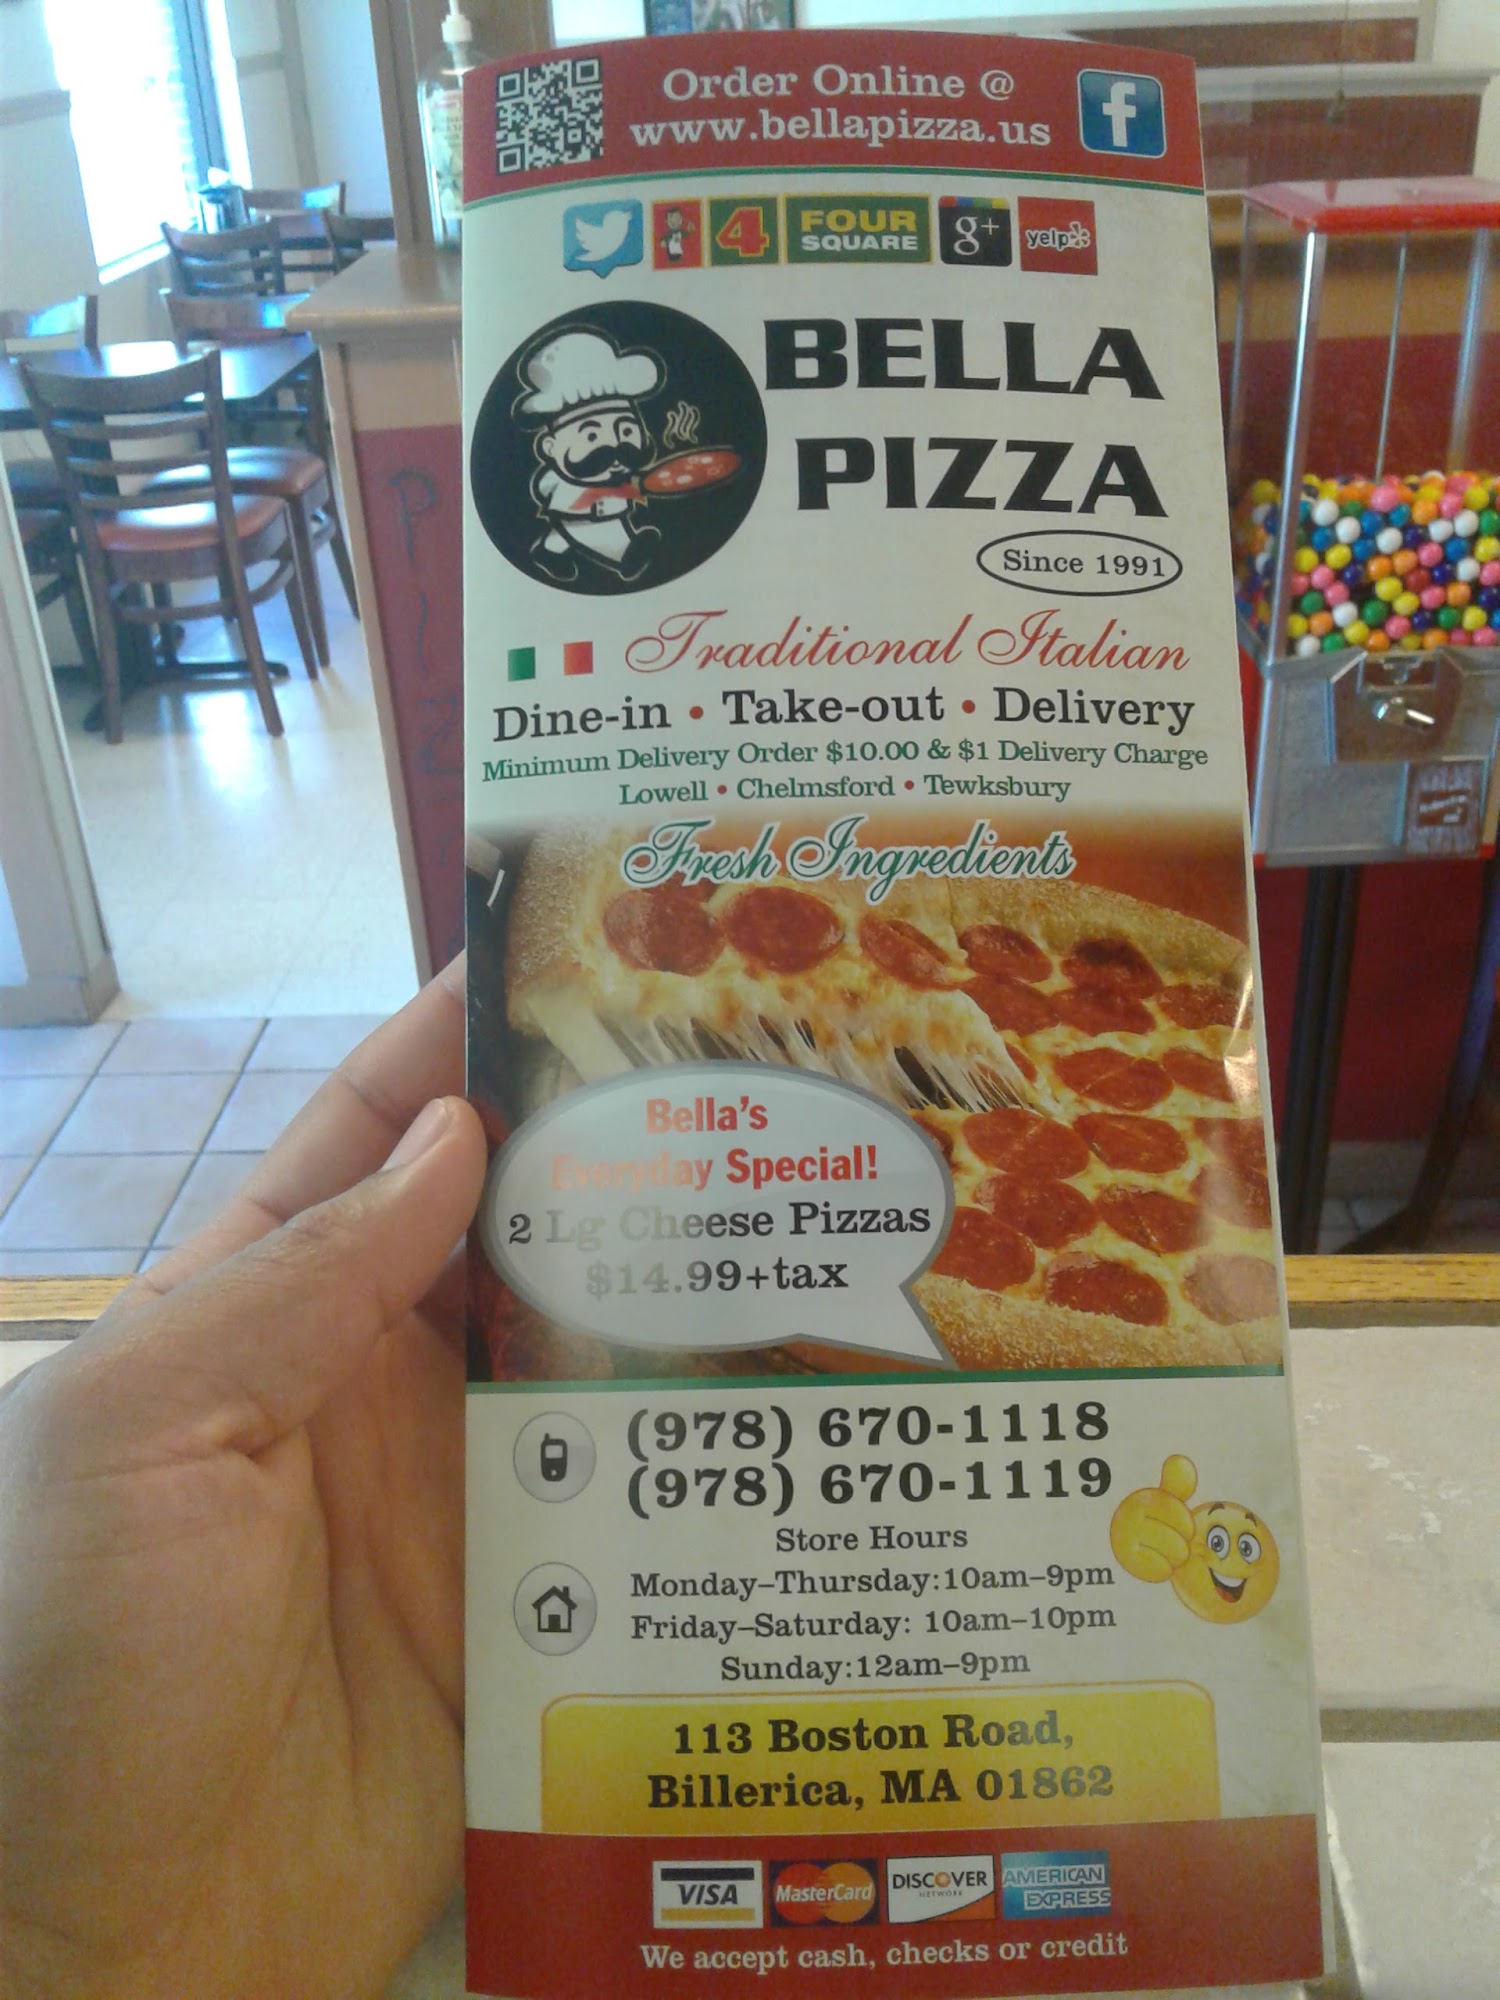 Order Online @
www.bellapizza.us
f
4 FOUR SQUARE g+ yelp
BELLA
PIZZA
Since 1991
Traditional Italian
Dine-in • Take-out • Delivery
Minimum Delivery Order $10.00 & $1 Delivery Charge
Lowell • Chelmsford • Tewksbury
Fresh Ingredients
Bella's
Everyday Special!
2 Lg Cheese Pizzas
$14.99+tax
(978) 670-1118
(978) 670-1119
Store Hours
Monday–Thursday:10am–9pm
Friday–Saturday: 10am–10pm
Sunday:12am–9pm
113 Boston Road,
Billerica, MA 01862
VISA MasterCard DISCOVER NETWORK AMERICAN EXPRESS
We accept cash, checks or credit